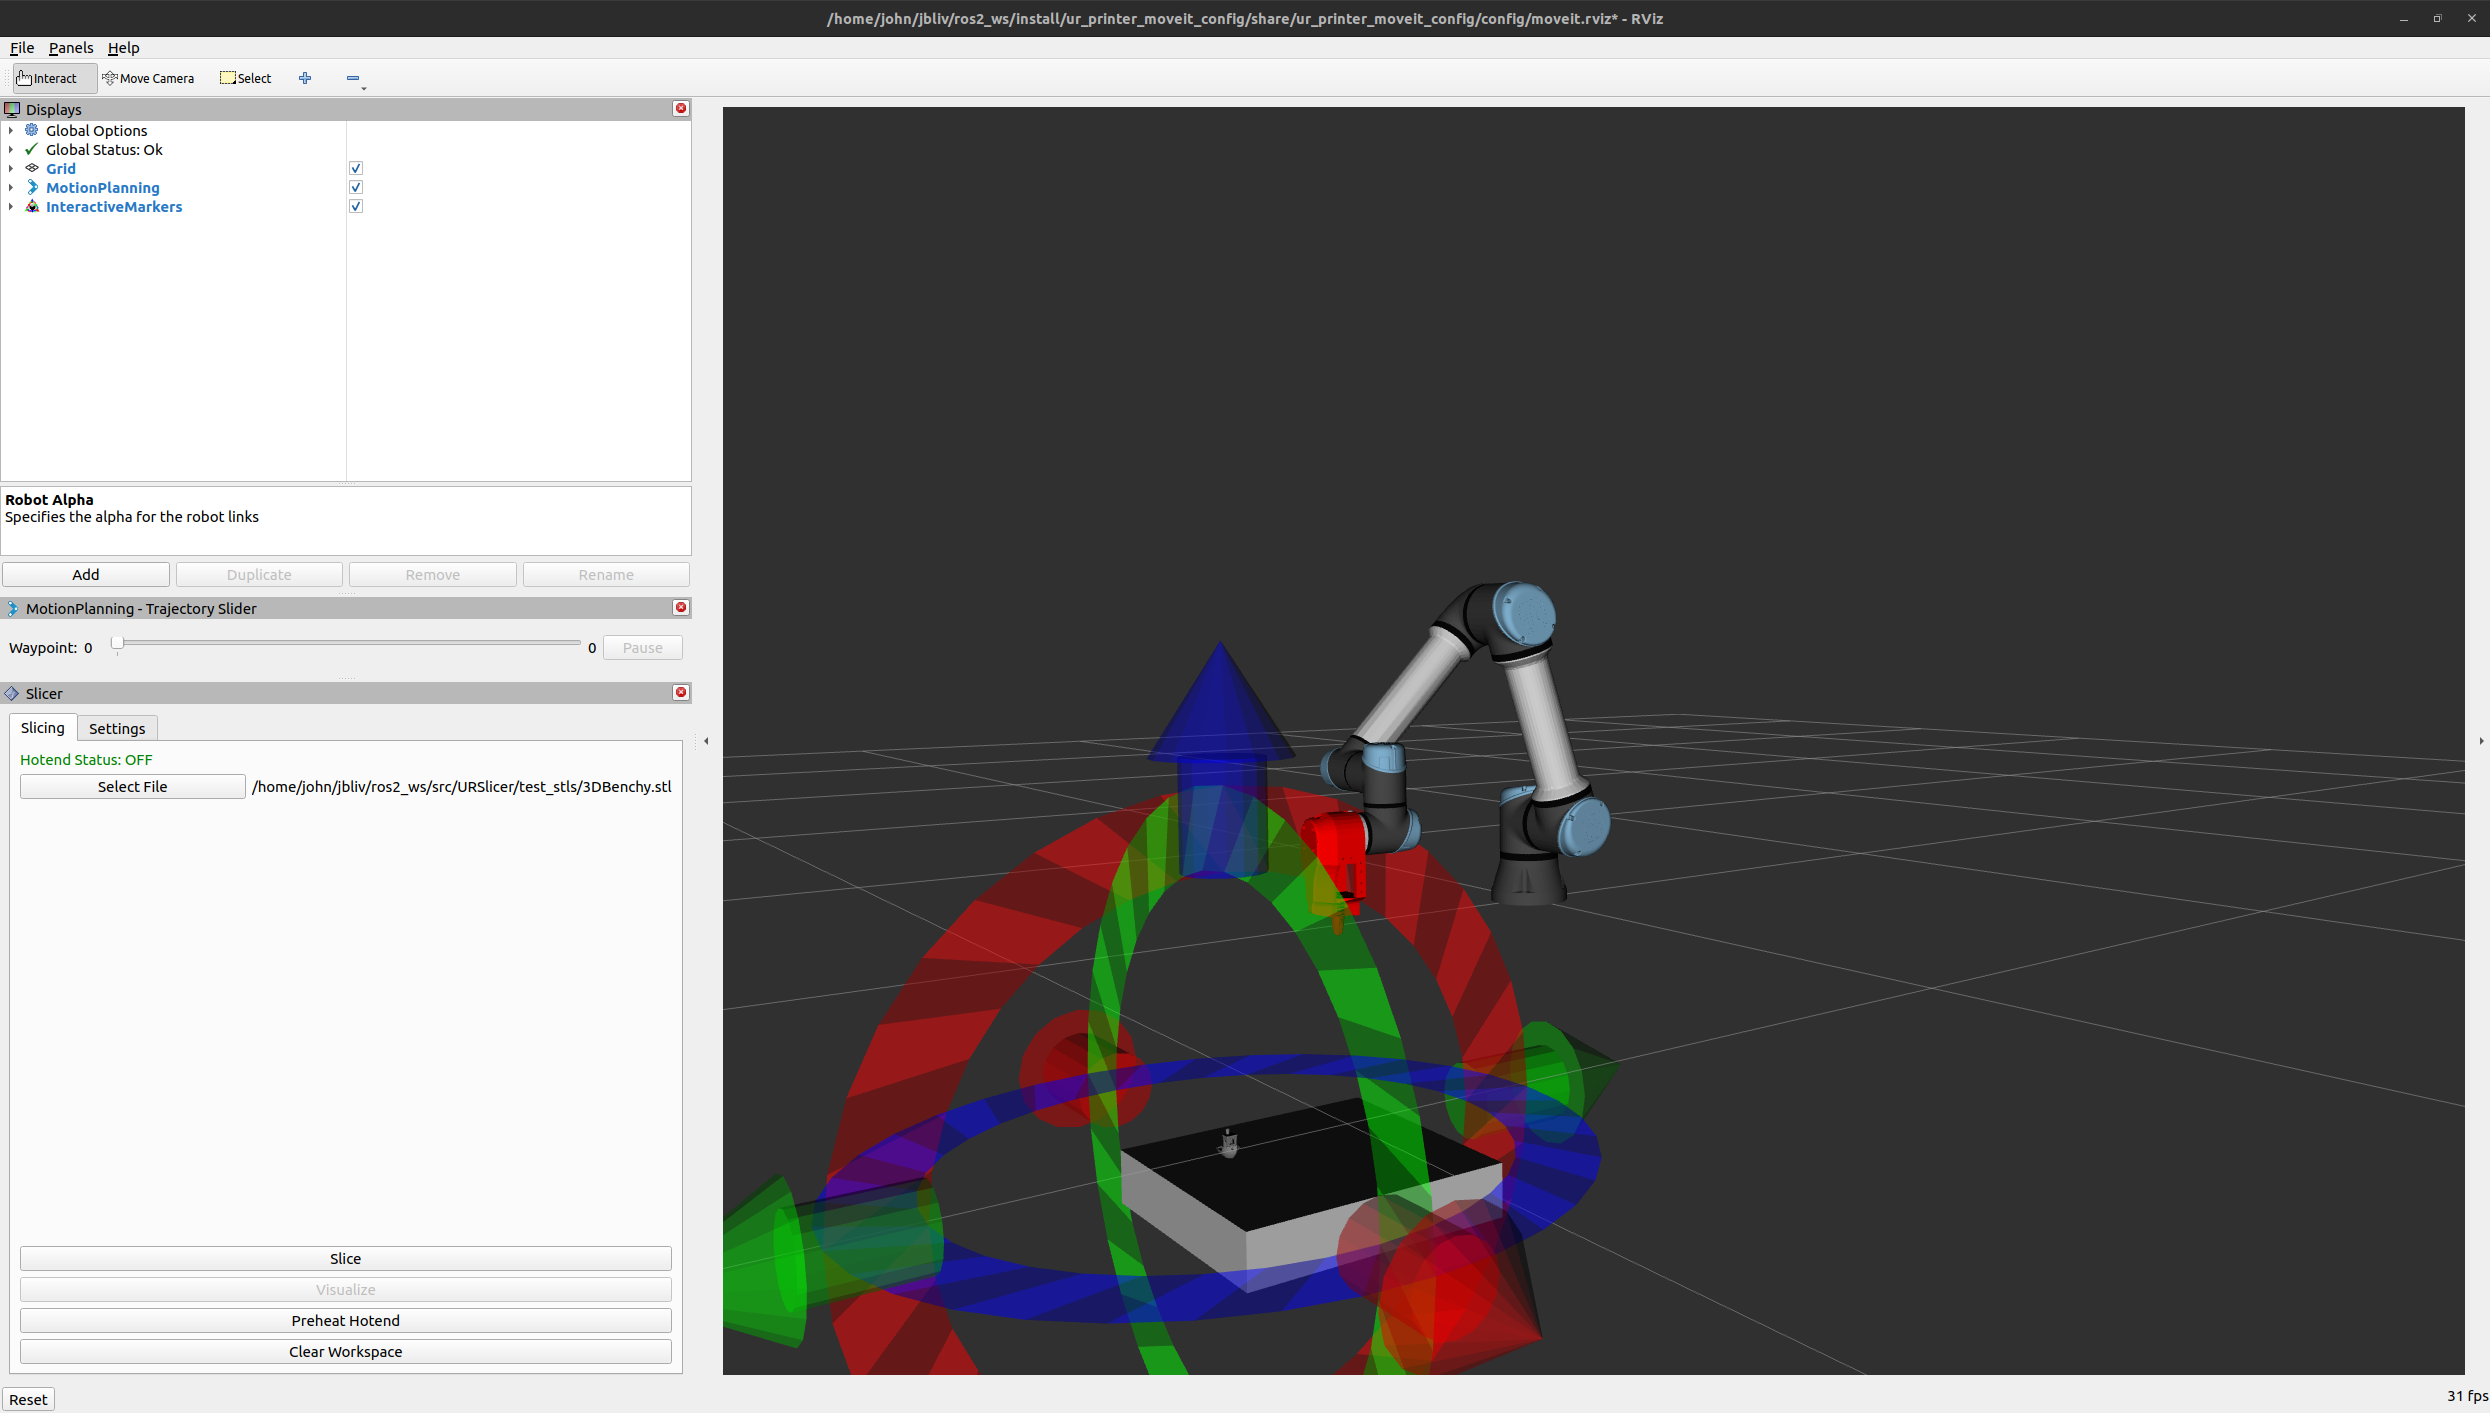 /home/john/jbliv/ros2_ws/install/ur_printer_moveit_config/share/ur_printer_moveit_config/config/moveit.rviz* - RViz
File Panels Help
Interact Move Camera Select
Displays
Global Options
Global Status: Ok
Grid
MotionPlanning
InteractiveMarkers
Robot Alpha
Specifies the alpha for the robot links
Add Duplicate Remove Rename
MotionPlanning - Trajectory Slider
Waypoint: 0 0 Pause
Slicer
Slicing Settings
Hotend Status: OFF
Select File /home/john/jbliv/ros2_ws/src/URSlicer/test_stls/3DBenchy.stl
Slice
Visualize
Preheat Hotend
Clear Workspace
Reset 31 fps